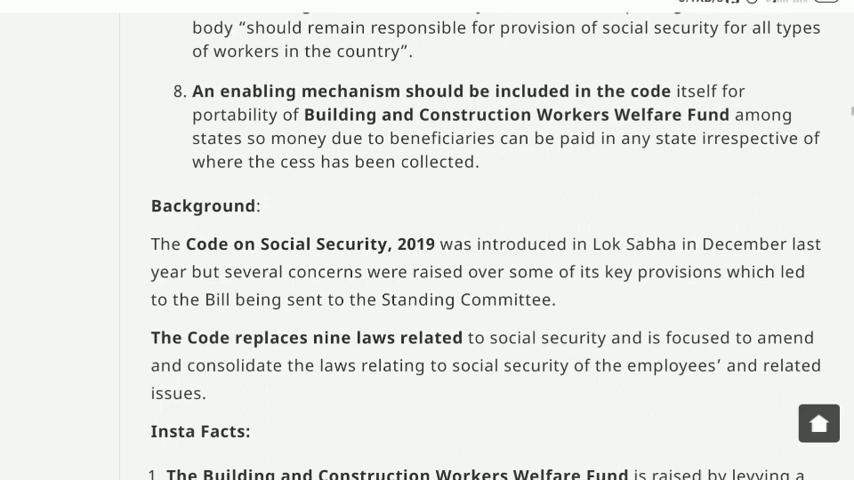 body “should remain responsible for provision of social security for all types
of workers in the country”.
8. An enabling mechanism should be included in the code itself for
portability of Building and Construction Workers Welfare Fund among
states so money due to beneficiaries can be paid in any state irrespective of
where the cess has been collected.
Background:
The Code on Social Security, 2019 was introduced in Lok Sabha in December last
year but several concerns were raised over some of its key provisions which led
to the Bill being sent to the Standing Committee.
The Code replaces nine laws related to social security and is focused to amend
and consolidate the laws relating to social security of the employees’ and related
issues.
Insta Facts:
1. The Building and Construction Workers Welfare Fund is raised by levying a